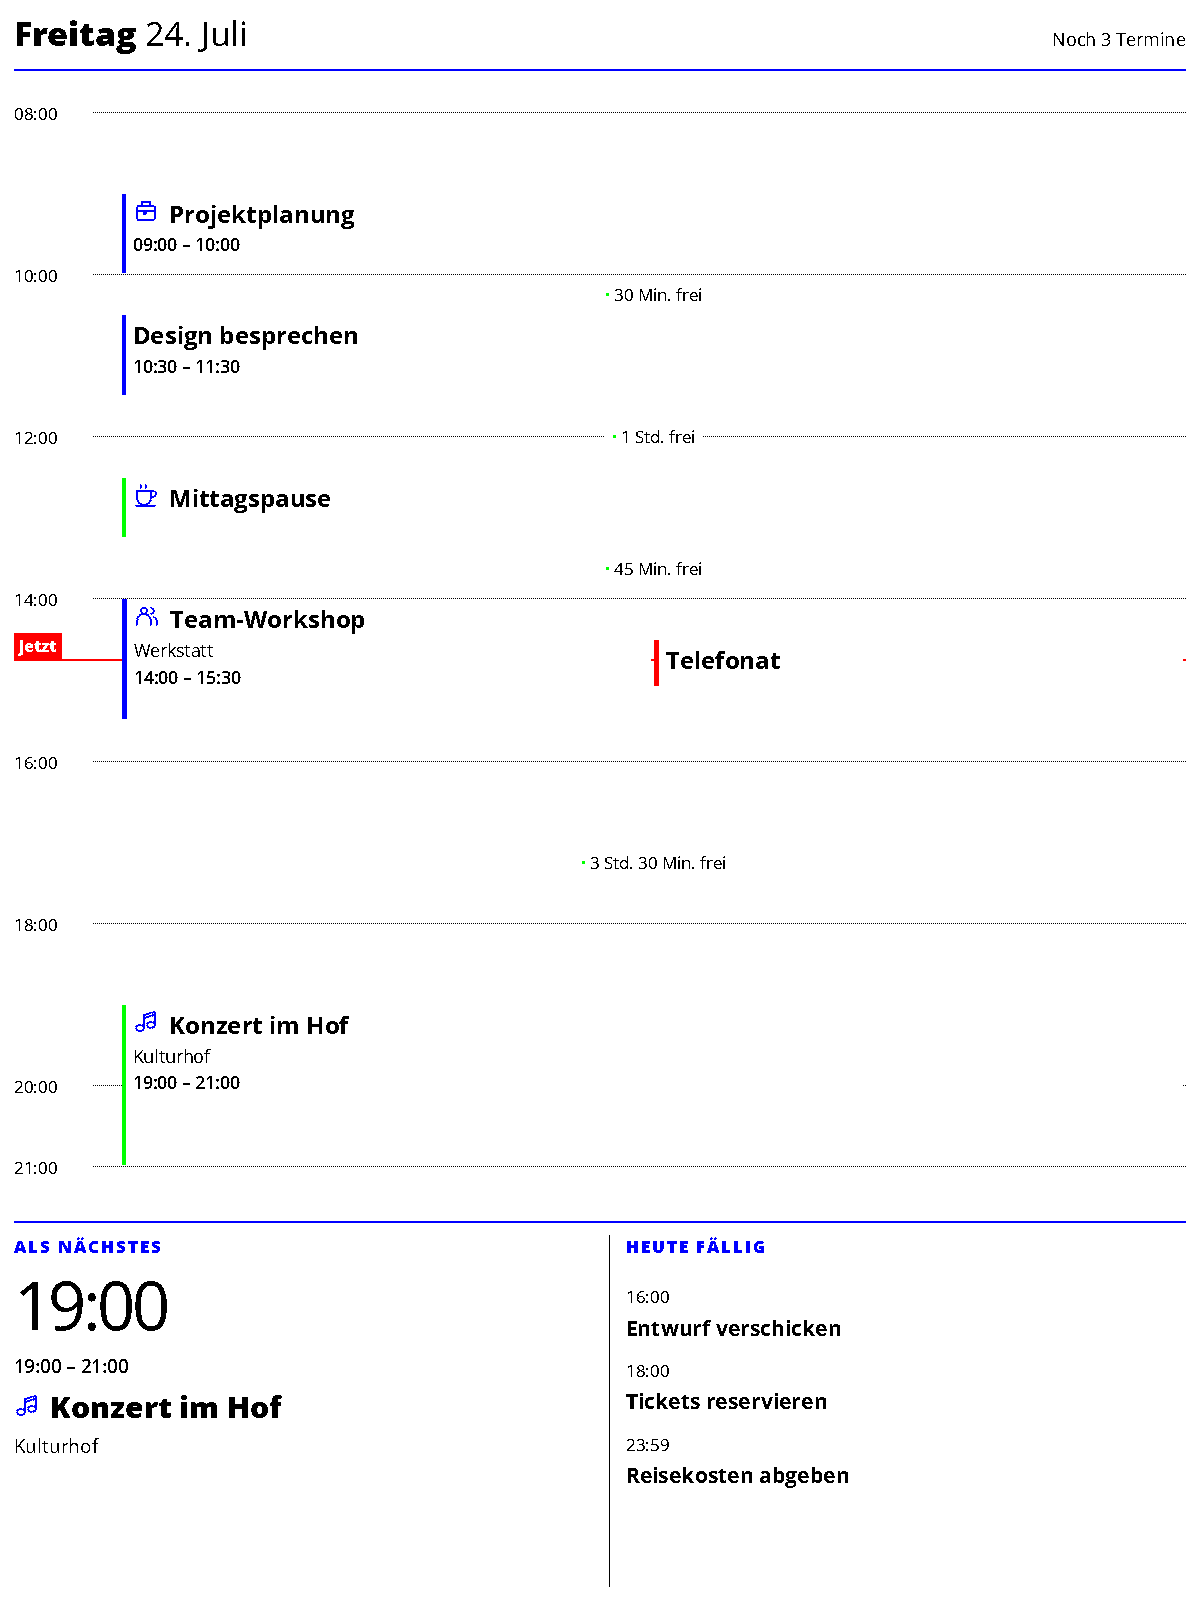 Freitag 24. Juli
Noch 3 Termine
08:00
Projektplanung
09:00 – 10:00
10:00
30 Min. frei
Design besprechen
10:30 – 11:30
12:00
1 Std. frei
Mittagspause
45 Min. frei
14:00
Team-Workshop
Werkstatt
14:00 – 15:30
Jetzt
Telefonat
16:00
3 Std. 30 Min. frei
18:00
Konzert im Hof
Kulturhof
19:00 – 21:00
20:00
21:00
ALS NÄCHSTES
19:00
19:00 – 21:00
Konzert im Hof
Kulturhof
HEUTE FÄLLIG
16:00
Entwurf verschicken
18:00
Tickets reservieren
23:59
Reisekosten abgeben